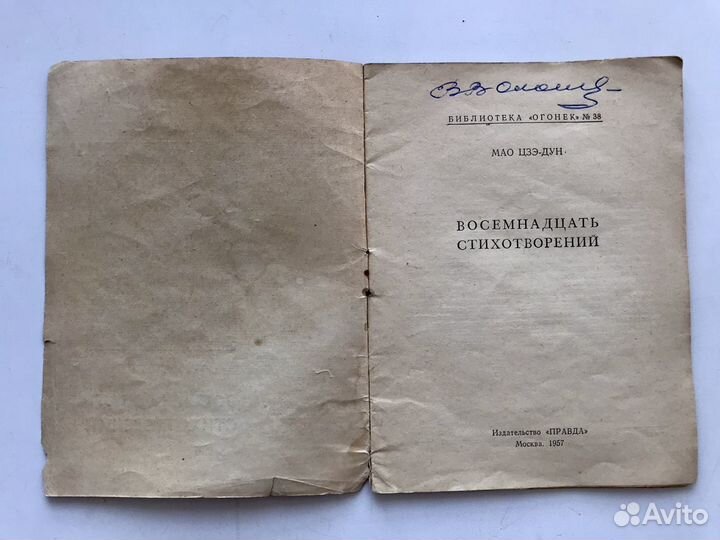 БИБЛИОТЕКА «ОГОНЕК» № 38
МАО ЦЗЭ-ДУН
ВОСЕМНАДЦАТЬ
СТИХОТВОРЕНИЙ
Издательство «ПРАВДА»
Москва. 1957
Avito